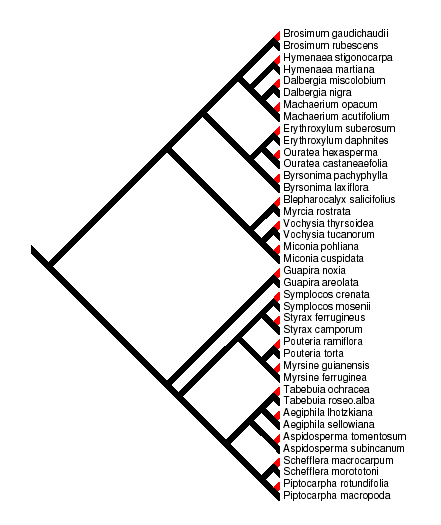 Brosimum gaudichaudii
Brosimum rubescens
Hymenaea stigonocarpa
Hymenaea martiana
Dalbergia miscolobium
Dalbergia nigra
Machaerium opacum
Machaerium acutifolium
Erythroxylum suberosum
Erythroxylum daphnites
Ouratea hexasperma
Ouratea castaneaefolia
Byrsonima pachyphylla
Byrsonima laxiflora
Blepharocalyx salicifolius
Myrcia rostrata
Vochysia thyrsoidea
Vochysia tucanorum
Miconia pohliana
Miconia cuspidata
Guapira noxia
Guapira areolata
Symplocos crenata
Symplocos mosenii
Styrax ferrugineus
Styrax camporum
Pouteria ramiflora
Pouteria torta
Myrsine guianensis
Myrsine ferruginea
Tabebuia ochracea
Tabebuia roseo.alba
Aegiphila lhotzkiana
Aegiphila sellowiana
Aspidosperma tomentosum
Aspidosperma subincanum
Schefflera macrocarpum
Schefflera morototoni
Piptocarpha rotundifolia
Piptocarpha macropoda